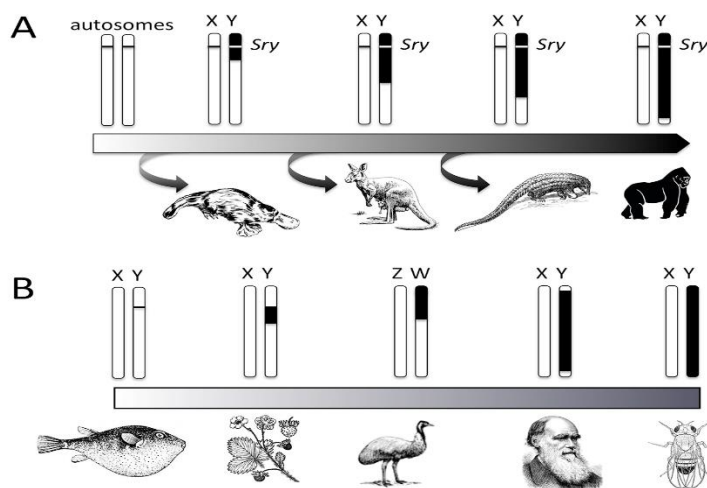 A
autosomes X Y Sry X Y Sry X Y Sry X Y Sry
B
X Y X Y Z W X Y X Y